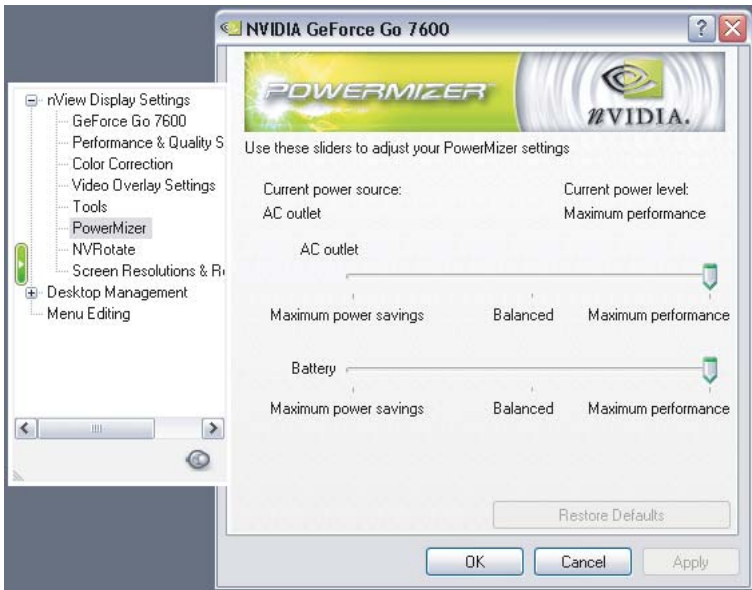 NVIDIA GeForce Go 7600
nView Display Settings
GeForce Go 7600
Performance & Quality S
Color Correction
Video Overlay Settings
Tools
PowerMizer
NVRotate
Screen Resolutions & R
Desktop Management
Menu Editing
POWERMIZER
NVIDIA.
Use these sliders to adjust your PowerMizer settings
Current power source: Current power level:
AC outlet Maximum performance
AC outlet
Maximum power savings Balanced Maximum performance
Battery
Maximum power savings Balanced Maximum performance
Restore Defaults
OK Cancel Apply